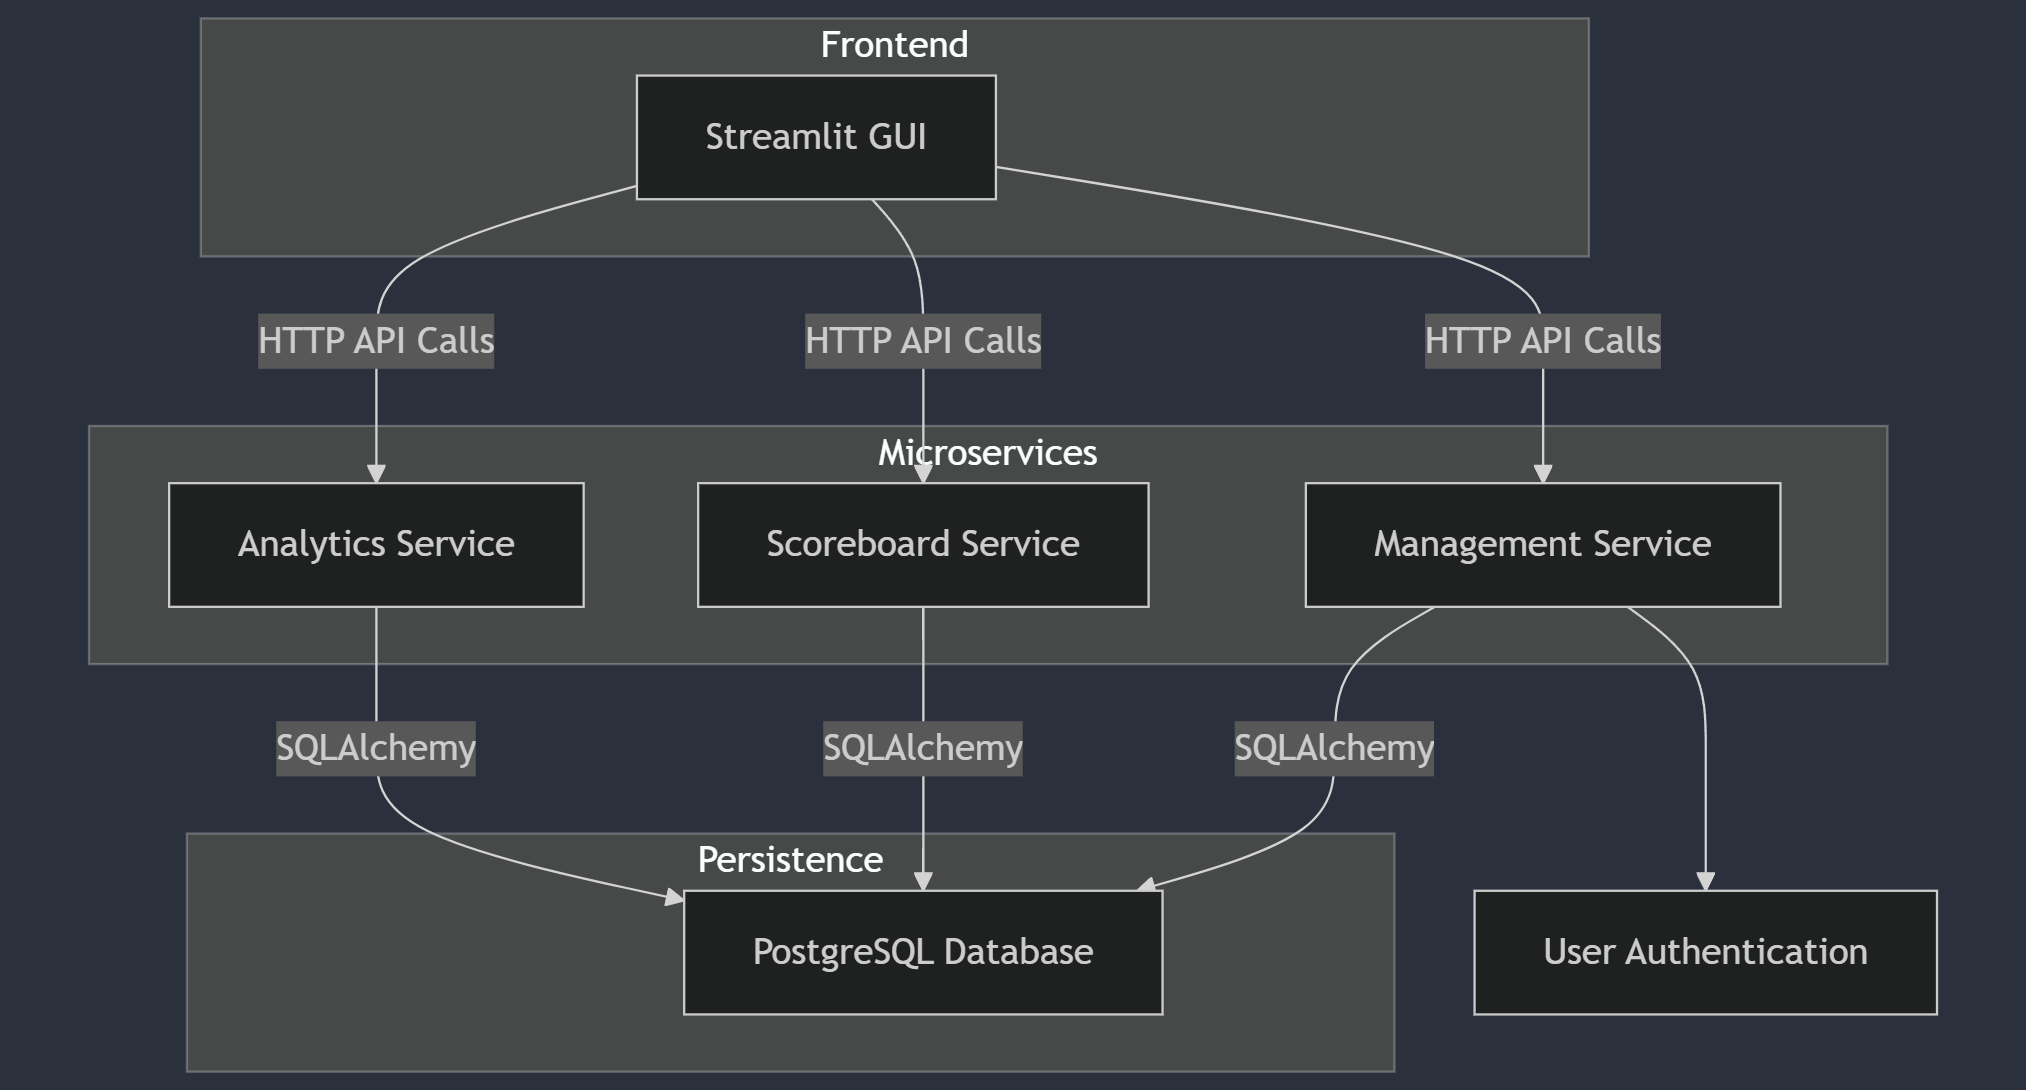 Frontend
Streamlit GUI
HTTP API Calls
HTTP API Calls
HTTP API Calls
Microservices
Analytics Service
Scoreboard Service
Management Service
SQLAlchemy
SQLAlchemy
SQLAlchemy
Persistence
PostgreSQL Database
User Authentication